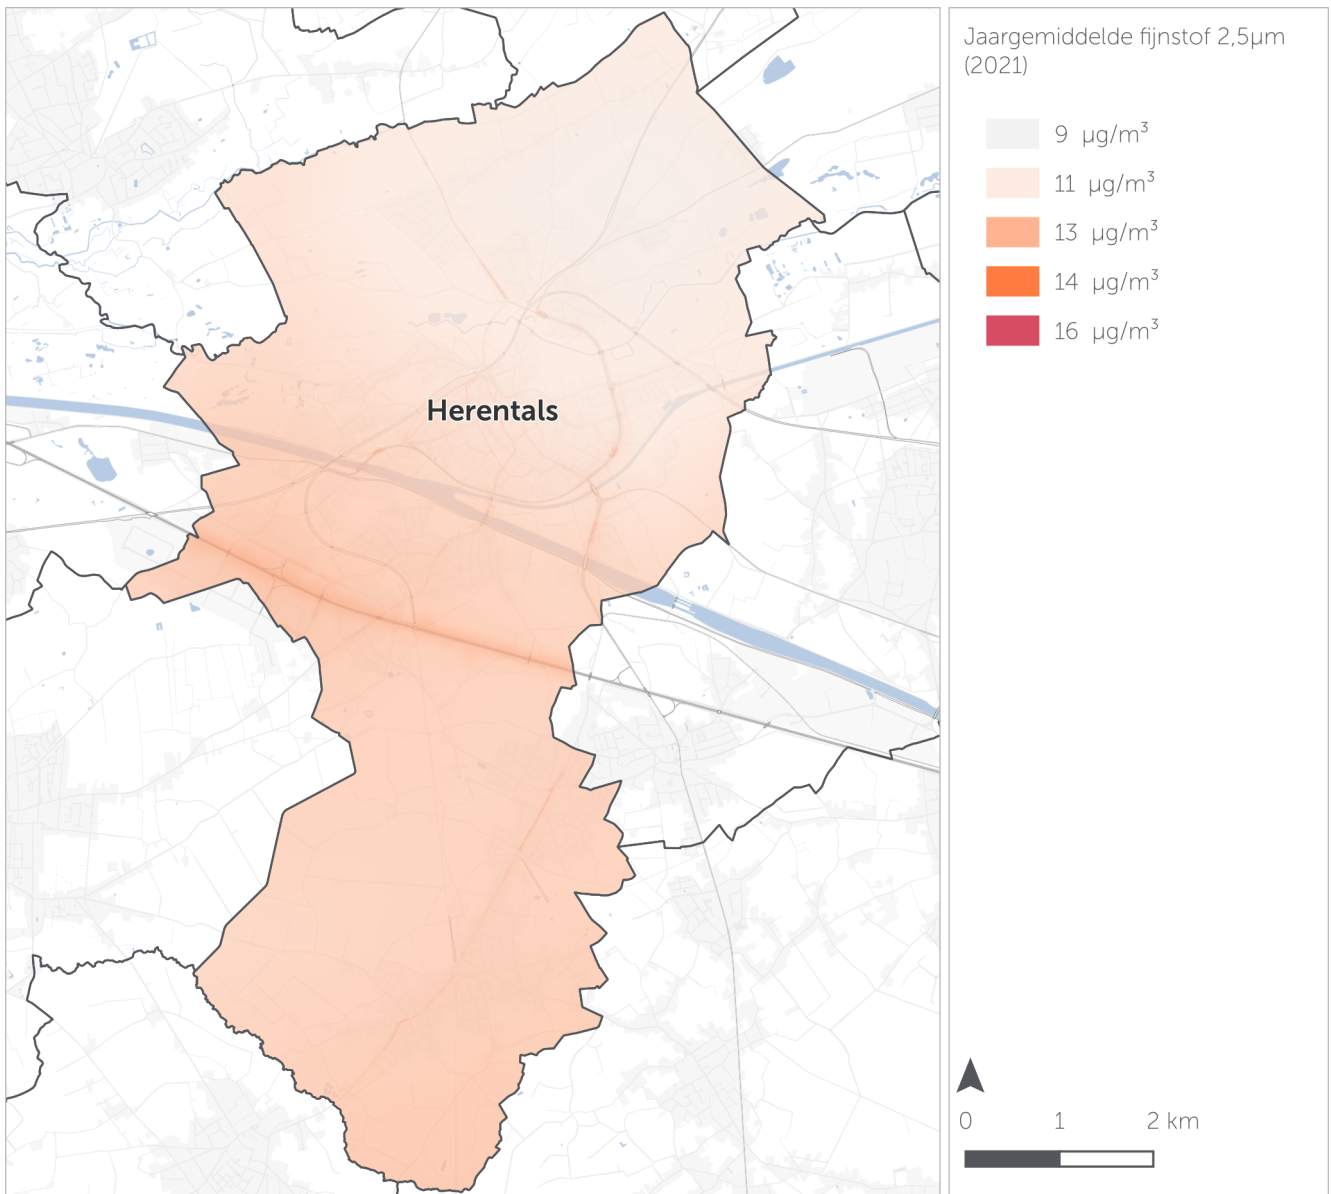 Jaargemiddelde fijnstof 2,5µm
(2021)
9 µg/m³
11 µg/m³
13 µg/m³
14 µg/m³
16 µg/m³
Herentals
0 1 2 km